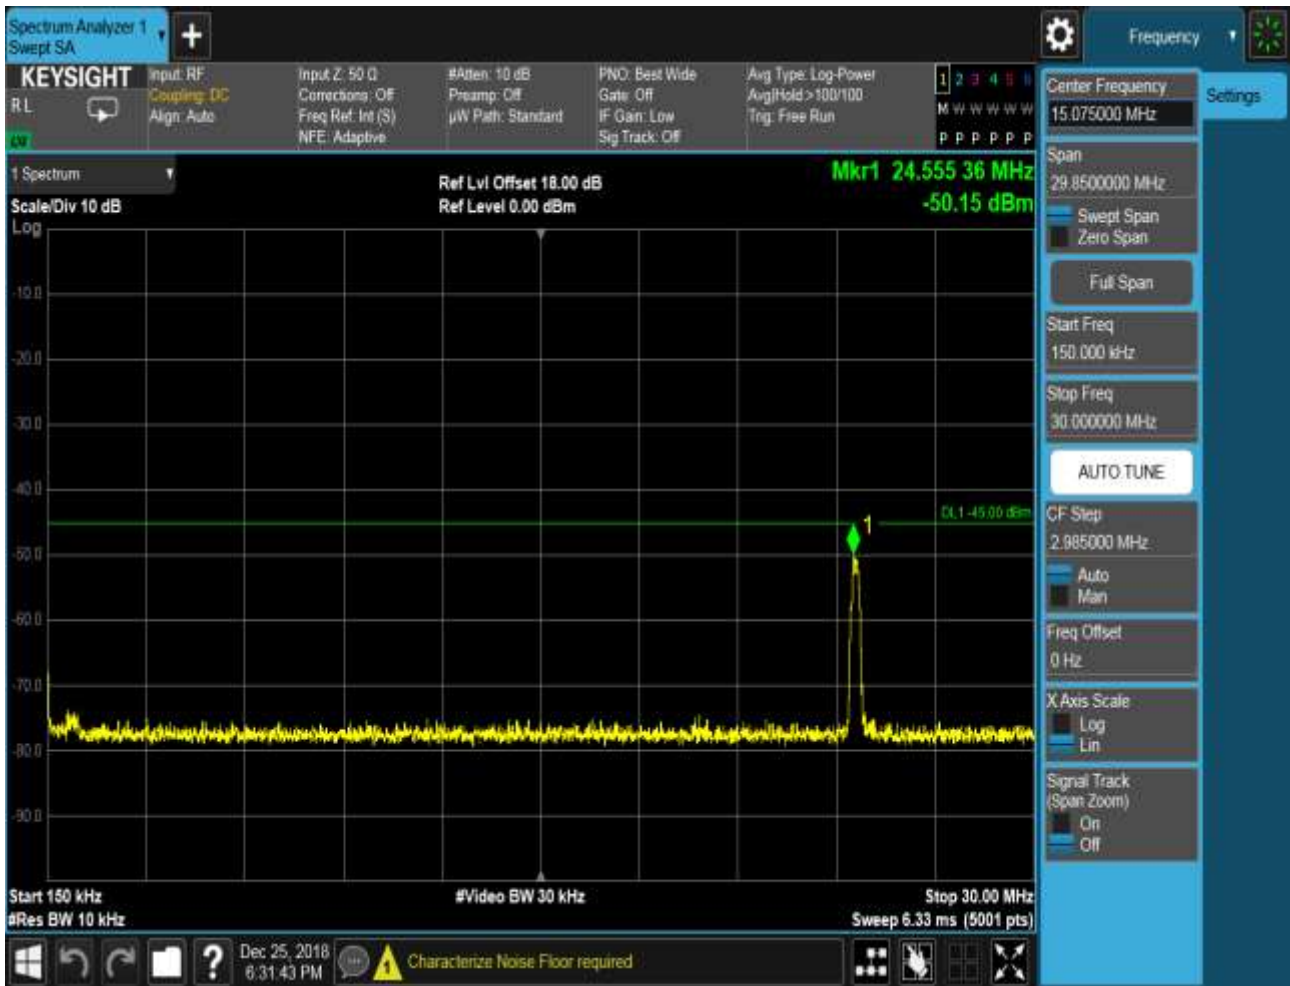 Spectrum Analyzer 1
Swept SA
+
Frequency
KEYSIGHT
RL
Input: RF
Coupling: DC
Align: Auto
Input Z: 50 Ω
Corrections: Off
Freq Ref: Int (S)
NFE: Adaptive
#Atten: 10 dB
Preamp: Off
µW Path: Standard
PNO: Best Wide
Gate: Off
IF Gain: Low
Sig Track: Off
Avg Type: Log-Power
Avg|Hold:>100/100
Trig: Free Run
1 2 3 4 5 6
M W W W W W
P P P P P P
1 Spectrum
Scale/Div 10 dB
Log
Ref Lvl Offset 18.00 dB
Ref Level 0.00 dBm
Mkr1 24.555 36 MHz
-50.15 dBm
-10.0
-20.0
-30.0
-40.0
-50.0
-60.0
-70.0
-80.0
-90.0
DL1 -45.00 dBm
1
Start 150 kHz
#Res BW 10 kHz
#Video BW 30 kHz
Stop 30.00 MHz
Sweep 6.33 ms (5001 pts)
Center Frequency
15.075000 MHz
Settings
Span
29.8500000 MHz
Swept Span
Zero Span
Full Span
Start Freq
150.000 kHz
Stop Freq
30.000000 MHz
AUTO TUNE
CF Step
2.985000 MHz
Auto
Man
Freq Offset
0 Hz
X Axis Scale
Log
Lin
Signal Track
(Span Zoom)
On
Off
?
Dec 25, 2018
6:31:43 PM
1
Characterize Noise Floor required